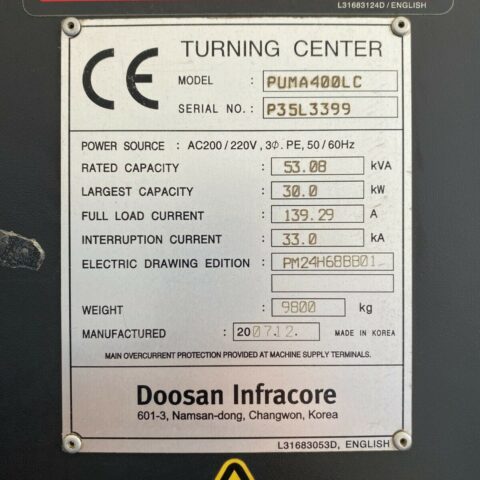 L31683124D / ENGLISH
CE TURNING CENTER
MODEL : PUMA400LC
SERIAL NO. : P35L3399
POWER SOURCE : AC200 / 220V , 3Φ. PE, 50 / 60Hz
RATED CAPACITY : 53.08 kVA
LARGEST CAPACITY : 30.0 kW
FULL LOAD CURRENT : 139.29 A
INTERRUPTION CURRENT : 33.0 kA
ELECTRIC DRAWING EDITION : PM24H6BBB01
WEIGHT : 9800 kg
MANUFACTURED : 2007.12. MADE IN KOREA
MAIN OVERCURRENT PROTECTION PROVIDED AT MACHINE SUPPLY TERMINALS.
Doosan Infracore
601-3, Namsan-dong, Changwon, Korea
L31683053D, ENGLISH